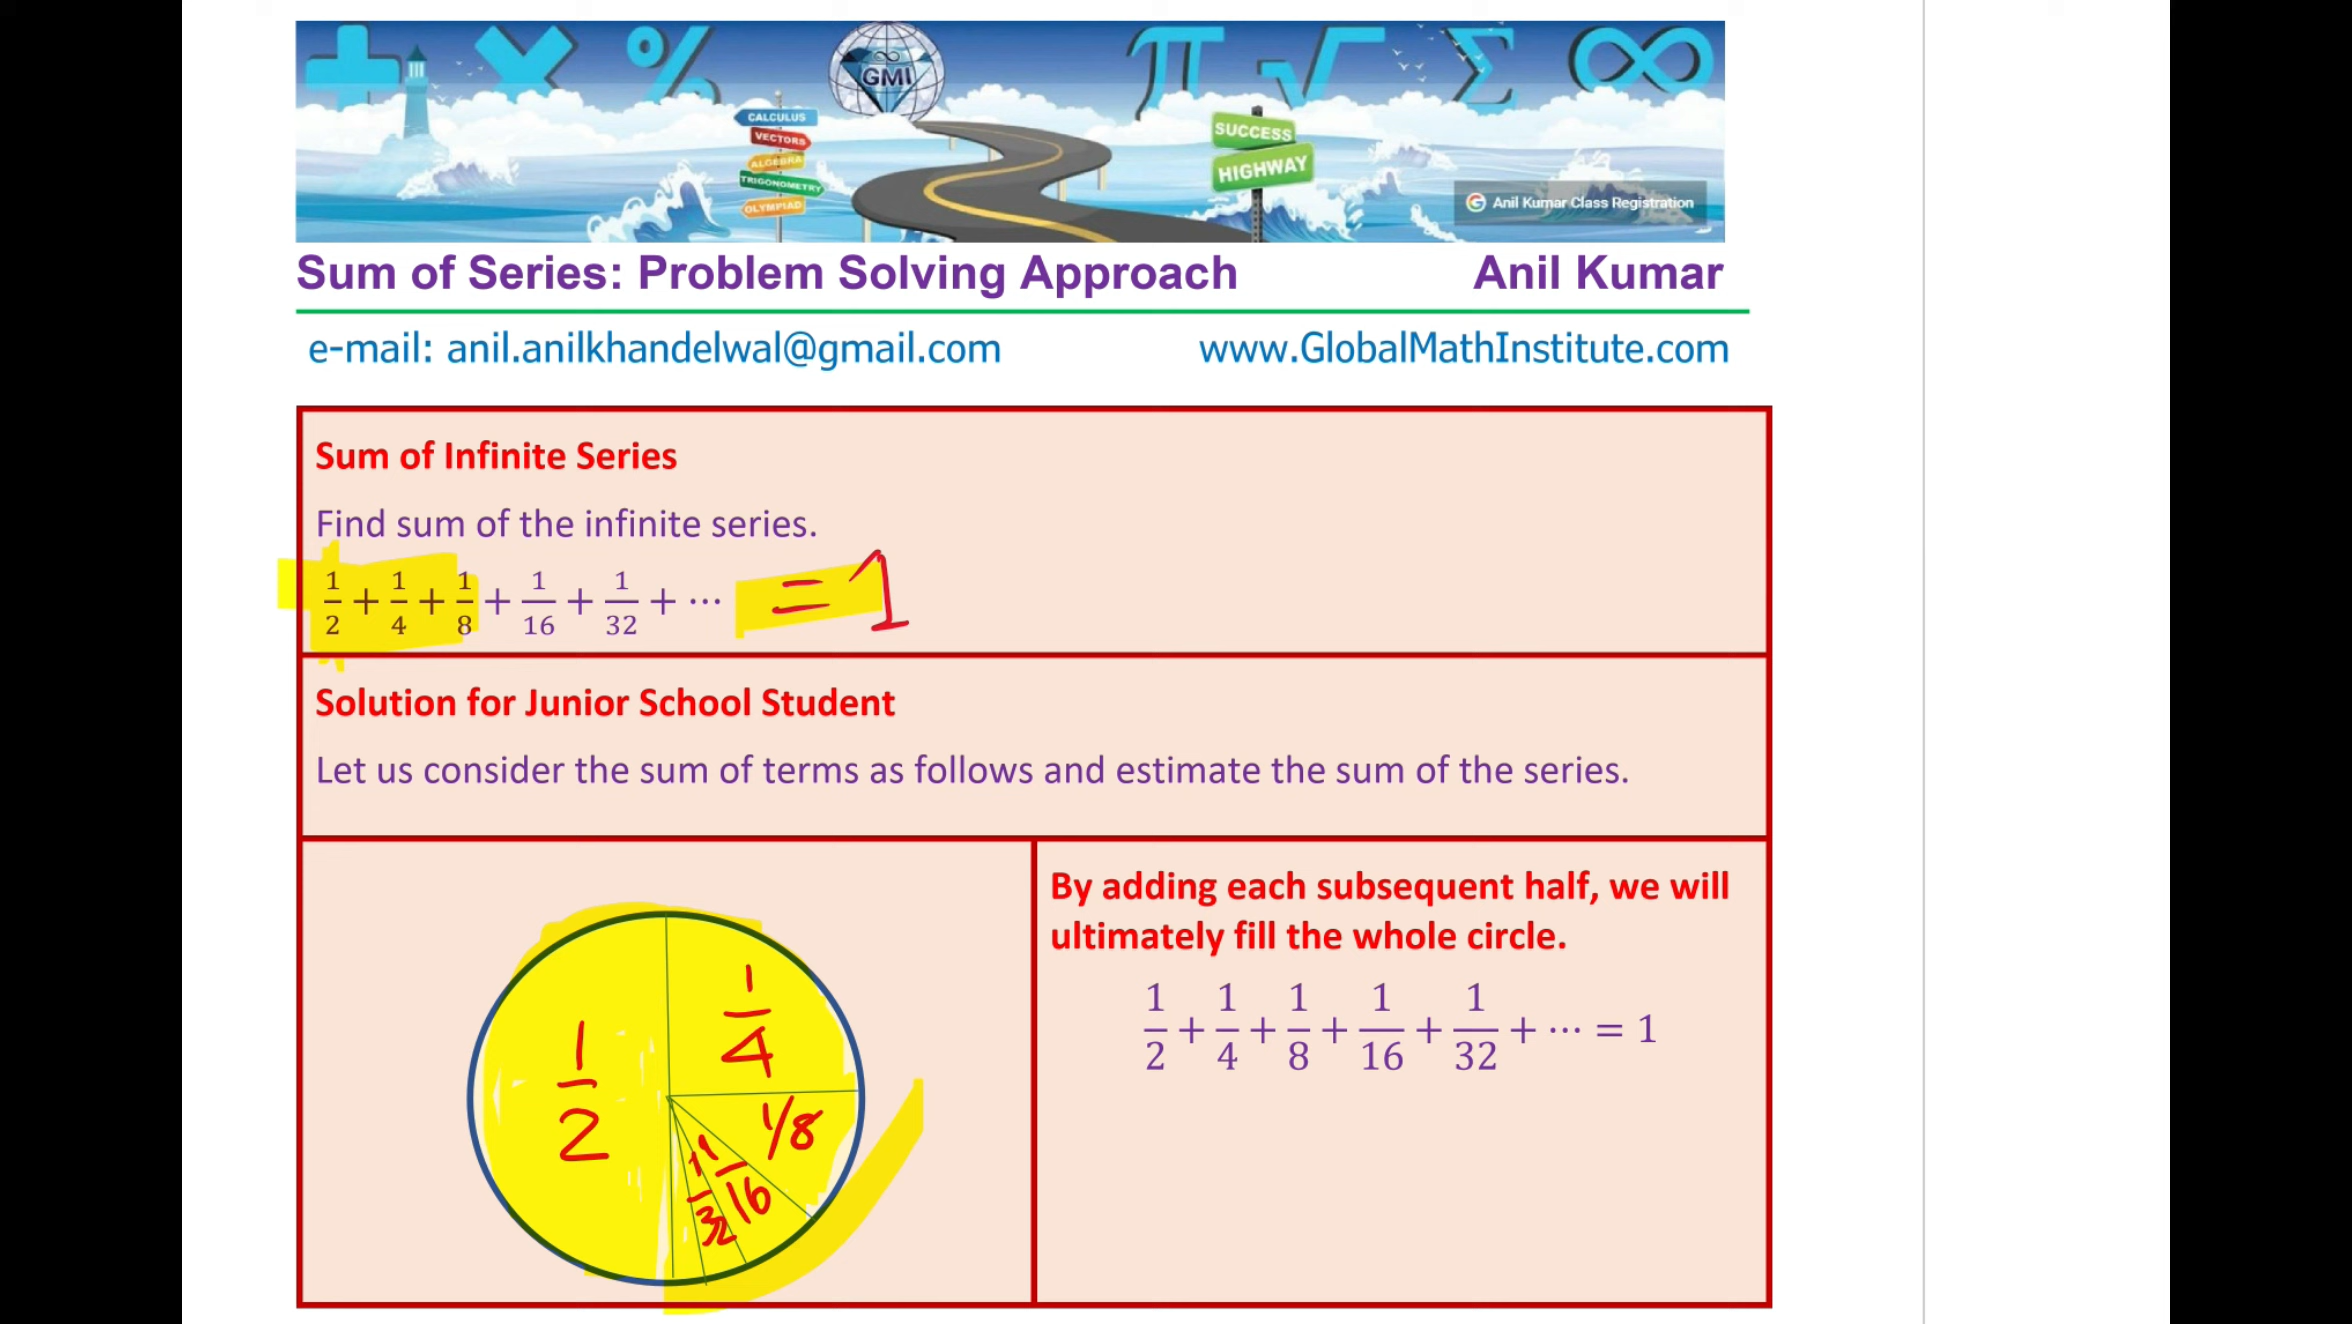 + × % π √ Σ ∞
GMI
CALCULUS
VECTORS
ALGEBRA
TRIGONOMETRY
OLYMPIAD
SUCCESS
HIGHWAY
Anil Kumar Class Registration
Sum of Series: Problem Solving Approach Anil Kumar
e-mail: anil.anilkhandelwal@gmail.com www.GlobalMathInstitute.com
Sum of Infinite Series
Find sum of the infinite series.
1/2 + 1/4 + 1/8 + 1/16 + 1/32 + ⋯ = 1
Solution for Junior School Student
Let us consider the sum of terms as follows and estimate the sum of the series.
1/2
1/4
1/8
1/16
1/32
By adding each subsequent half, we will
ultimately fill the whole circle.
1/2 + 1/4 + 1/8 + 1/16 + 1/32 + ⋯ = 1